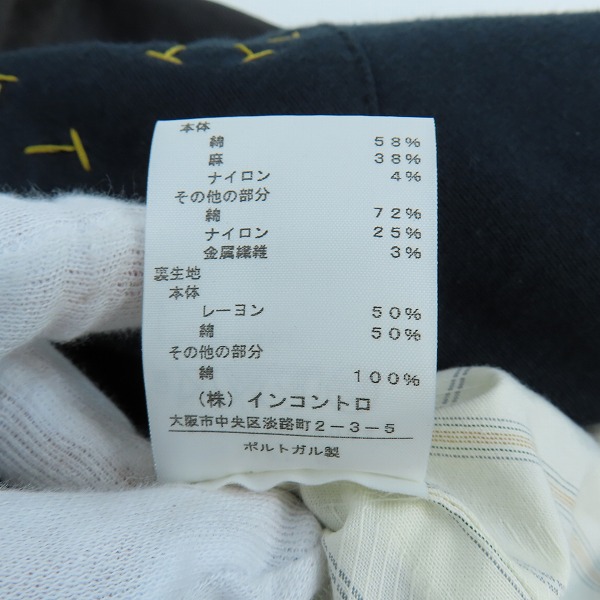 本体
綿 58%
麻 38%
ナイロン 4%
その他の部分
綿 72%
ナイロン 25%
金属繊維 3%
裏生地
本体
レーヨン 50%
綿 50%
その他の部分
綿 100%
(株)インコントロ
大阪市中央区淡路町2-3-5
ポルトガル製